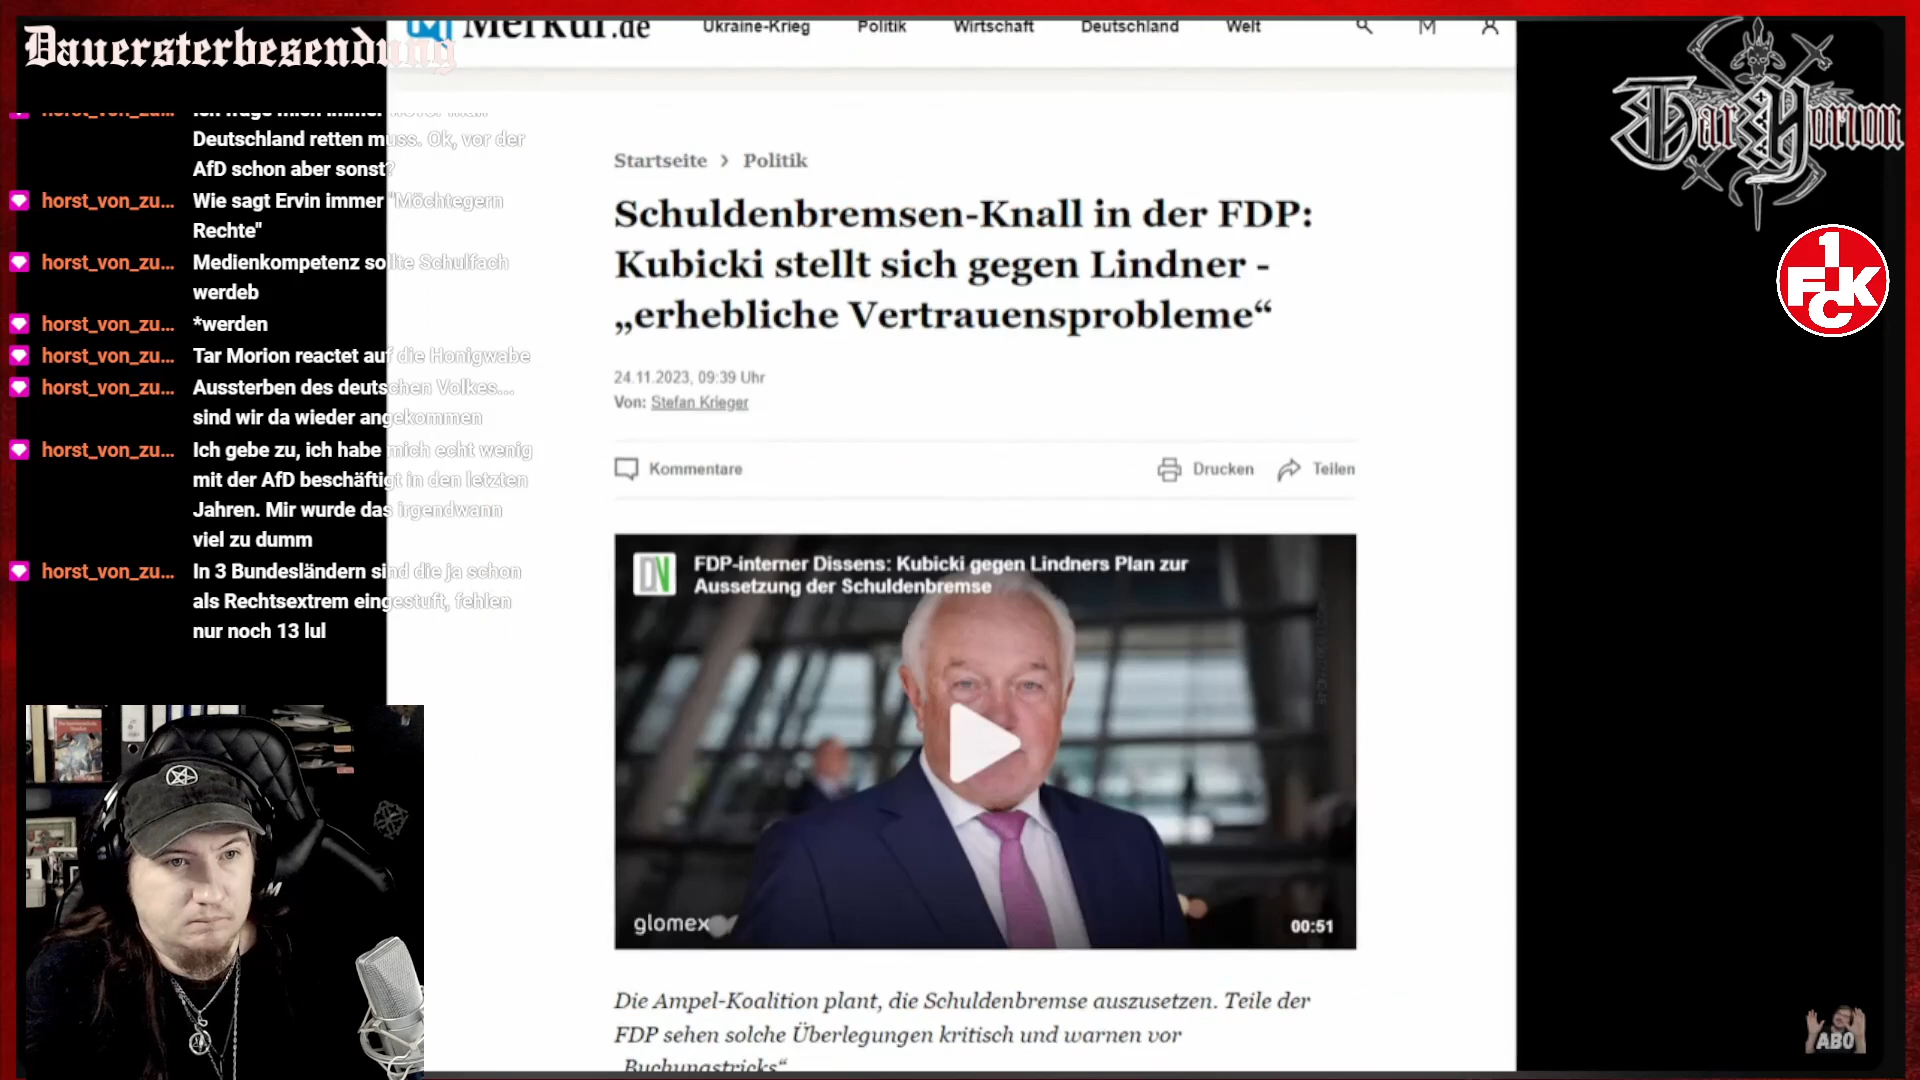 Dauersterbesendung
Merkur.de
Ukraine-Krieg Politik Wirtschaft Deutschland Welt
M
Tar Morion
1
FCK
horst_von_zu...
Deutschland retten muss. Ok, vor der
AfD schon aber sonst?
horst_von_zu... Wie sagt Ervin immer "Möchtegern
Rechte"
horst_von_zu... Medienkompetenz sollte Schulfach
werdeb
horst_von_zu... *werden
horst_von_zu... Tar Morion reactet auf die Honigwabe
horst_von_zu... Aussterben des deutschen Volkes...
sind wir da wieder angekommen
horst_von_zu... Ich gebe zu, ich habe mich echt wenig
mit der AfD beschäftigt in den letzten
Jahren. Mir wurde das irgendwann
viel zu dumm
horst_von_zu... In 3 Bundesländern sind die ja schon
als Rechtsextrem eingestuft, fehlen
nur noch 13 lul
Startseite > Politik
Schuldenbremsen-Knall in der FDP:
Kubicki stellt sich gegen Lindner -
„erhebliche Vertrauensprobleme“
24.11.2023, 09:39 Uhr
Von: Stefan Krieger
Kommentare Drucken Teilen
DN
FDP-interner Dissens: Kubicki gegen Lindners Plan zur
Aussetzung der Schuldenbremse
glomex
00:51
Die Ampel-Koalition plant, die Schuldenbremse auszusetzen. Teile der
FDP sehen solche Überlegungen kritisch und warnen vor
„Buchungstricks“
ABO